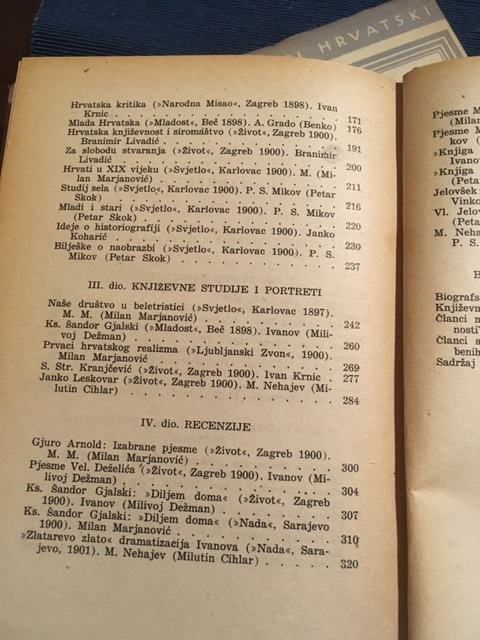 I HRVATSKI
Hrvatska kritika (»Narodna Misao«, Zagreb 1898). Ivan
Krnic . . . . . . . . . . . . . 171
Mlada Hrvatska (»Mladost«, Beč 1898). A. Grado (Benko) 176
Hrvatska književnost i siromištvo (»Život«, Zagreb 1900).
Branimir Livadić . . . . . . . . . . . 191
Za slobodu stvaranja (»Život«, Zagreb 1900). Branimir
Livadić . . . . . . . . . . . . . 200
Hrvati u XIX vijeku (»Svjetlo«, Karlovac 1900). M. (Mi-
lan Marjanović) . . . . . . . . . . . 211
Studij sela (»Svjetlo«, Karlovac 1900). P. S. Mikov (Petar
Skok) . . . . . . . . . . . . . 216
Mladi i stari (»Svjetlo«, Karlovac 1900). P. S. Mikov
(Petar Skok) . . . . . . . . . . . . 220
Ideje o historiografiji (»Svjetlo«, Karlovac 1900). Janko
Koharić . . . . . . . . . . . . . 230
Bilješke o naobrazbi (»Svjetlo«, Karlovac 1900). P. S.
Mikov (Petar Skok) . . . . . . . . . . 237
III. dio. KNJIŽEVNE STUDIJE I PORTRETI
Naše društvo u beletristici (»Svjetlo«, Karlovac 1897).
M. M. (Milan Marjanović) . . . . . . . . 242
Ks. Šandor Gjalski (»Mladost«, Beč 1898). Ivanov (Mili-
voj Dežman) . . . . . . . . . . . . 260
Prvaci hrvatskog realizma (»Ljubljanski Zvon«, 1900).
Milan Marjanović . . . . . . . . . . . 269
S. Str. Kranjčević (»Život«, Zagreb 1900). Ivan Krnic . 277
Janko Leskovar (»Život«, Zagreb 1900). M. Nehajev (Mi-
lutin Cihlar) . . . . . . . . . . . . 284
IV. dio. RECENZIJE
Gjuro Arnold: Izabrane pjesme (»Život«, Zagreb 1900).
M. M. (Milan Marjanović) . . . . . . . . 300
Pjesme Vel. Deželića (»Život«, Zagreb 1900). Ivanov (Mi-
livoj Dežman) . . . . . . . . . . . . 304
Ks. Šandor Gjalski: »Diljem doma« (»Život«, Zagreb
1900). Ivanov (Milivoj Dežman) . . . . . . 307
Ks. Šandor Gjalski: »Diljem doma« (»Nada«, Sarajevo
1900). Milan Marjanović . . . . . . . . . 310
»Zlatarevo zlato« dramatizacija Ivanova (»Nada«, Sara-
jevo, 1901). M. Nehajev (Milutin Cihlar) . . . . 320
Pjesme M
(Milan
Pjesme M
kov (
»Knjiga
Ivano
»Knjiga
(Peta
Jelovšek
Vinko
Vl. Jelov
(Peta
M. Neha
P. S.
B
Biografs
Književn
Članci n
nosti
Članci s
benih
Sadržaj